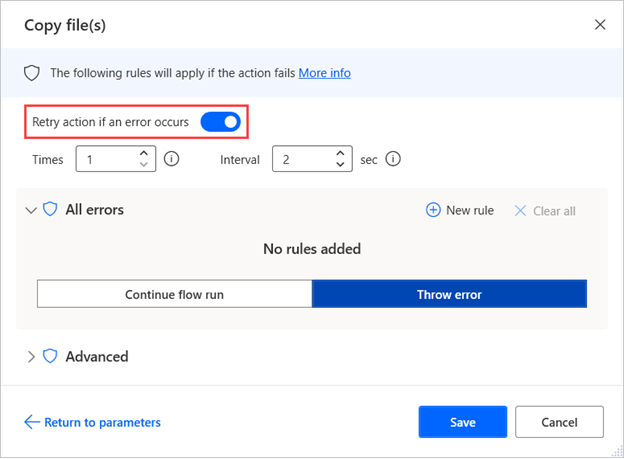 Copy file(s)
The following rules will apply if the action fails More info
Retry action if an error occurs
Times 1 Interval 2 sec
All errors New rule Clear all
No rules added
Continue flow run Throw error
Advanced
Return to parameters Save Cancel